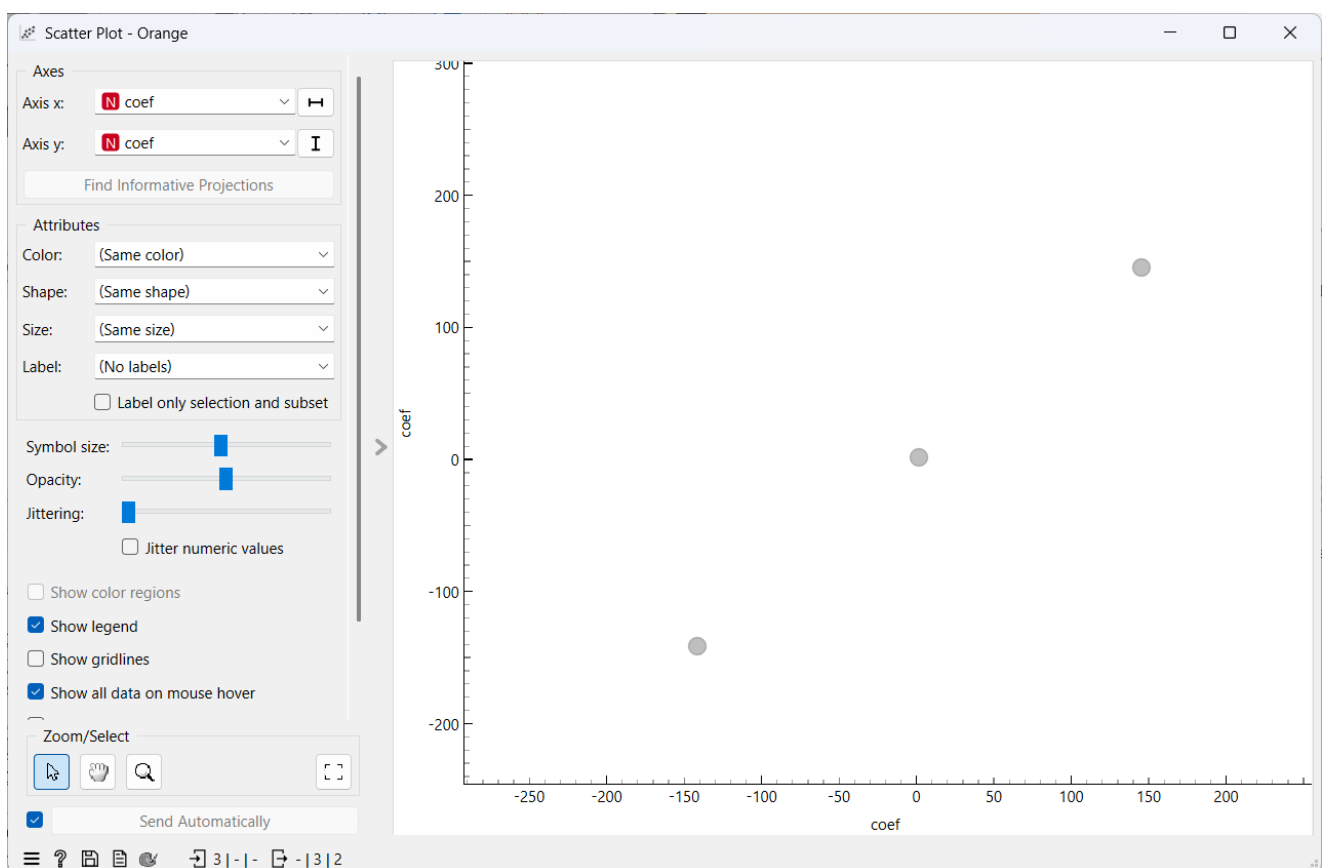 Scatter Plot - Orange
Axes
Axis x: N coef
Axis y: N coef
Find Informative Projections
Attributes
Color: (Same color)
Shape: (Same shape)
Size: (Same size)
Label: (No labels)
Label only selection and subset
Symbol size:
Opacity:
Jittering:
Jitter numeric values
Show color regions
Show legend
Show gridlines
Show all data on mouse hover
Zoom/Select
Send Automatically
3 | - | - - | 3 | 2
300
200
100
0
-100
-200
coef
-250 -200 -150 -100 -50 0 50 100 150 200
coef